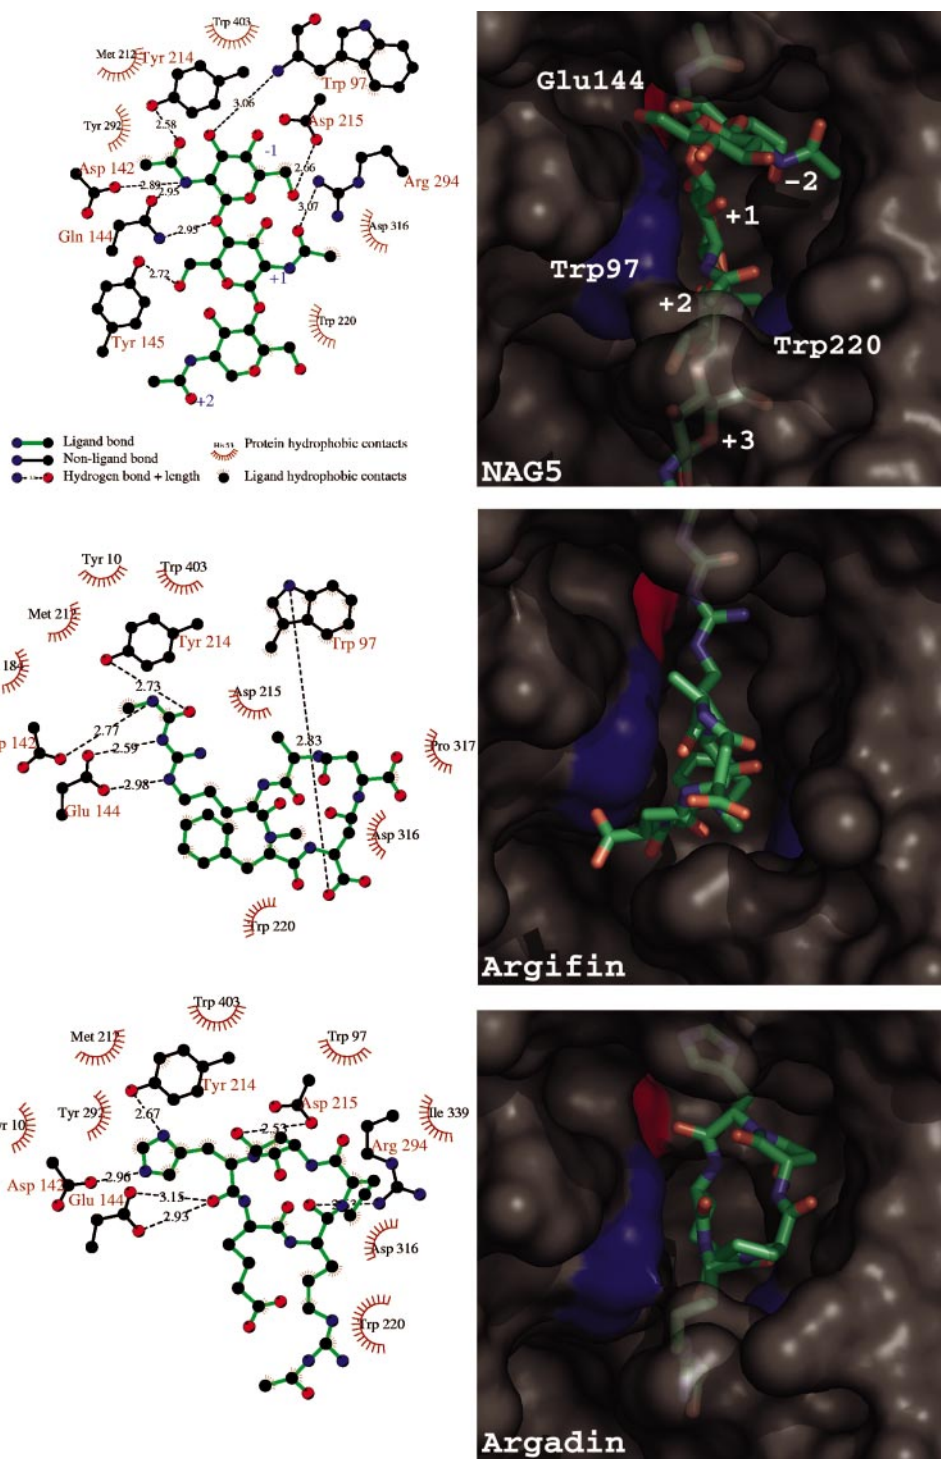 Trp 403
Met 212
Tyr 214
Trp 97
3.06
Asp 215
Tyr 292
2.58
-1
Asp 142
2.89
2.95
2.66
Arg 294
3.07
Gln 144
2.95
Asp 316
2.72
+1
Tyr 145
Trp 220
+2
Ligand bond
Non-ligand bond
Hydrogen bond + length
His 53 Protein hydrophobic contacts
Ligand hydrophobic contacts
Glu144
-2
+1
Trp97
+2
Trp220
+3
NAG5
Tyr 10
Trp 403
Met 212
Tyr 214
Trp 97
184
2.73
Asp 215
2.77
p 142
2.59
2.83
Pro 317
2.98
Glu 144
Asp 316
Trp 220
Argifin
Trp 403
Met 212
Trp 97
Tyr 214
Asp 215
Tyr 292
2.67
2.53
Ile 339
r 10
Arg 294
Asp 142
2.96
Glu 144
3.15
2.93
Asp 316
Trp 220
Argadin